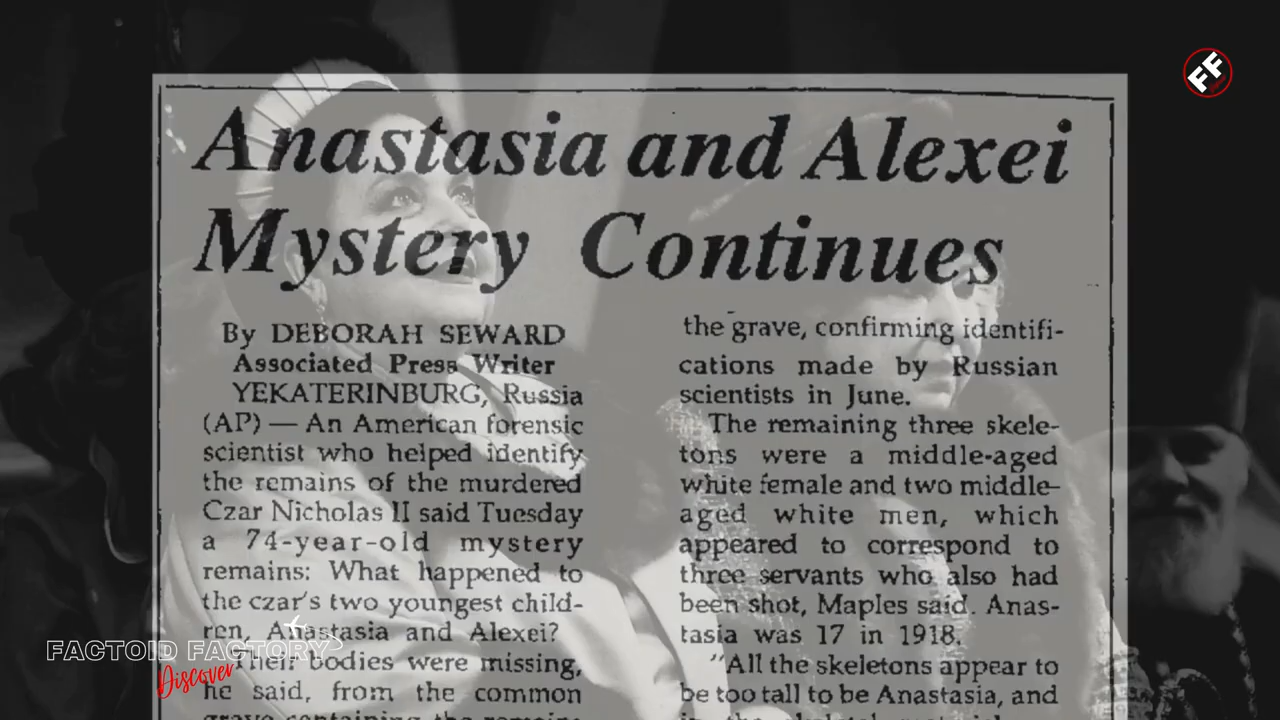 FF
Anastasia and Alexei
Mystery Continues
By DEBORAH SEWARD
Associated Press Writer
YEKATERINBURG, Russia
(AP) — An American forensic
scientist who helped identify
the remains of the murdered
Czar Nicholas II said Tuesday
a 74-year-old mystery
remains: What happened to
the czar's two youngest child-
ren, Anastasia and Alexei?
Their bodies were missing,
he said, from the common
grave containing the remains
the grave, confirming identifi-
cations made by Russian
scientists in June.
The remaining three skele-
tons were a middle-aged
white female and two middle-
aged white men, which
appeared to correspond to
three servants who also had
been shot, Maples said. Anas-
tasia was 17 in 1918.
"All the skeletons appear to
be too tall to be Anastasia, and
FACTOID FACTORY
Discover